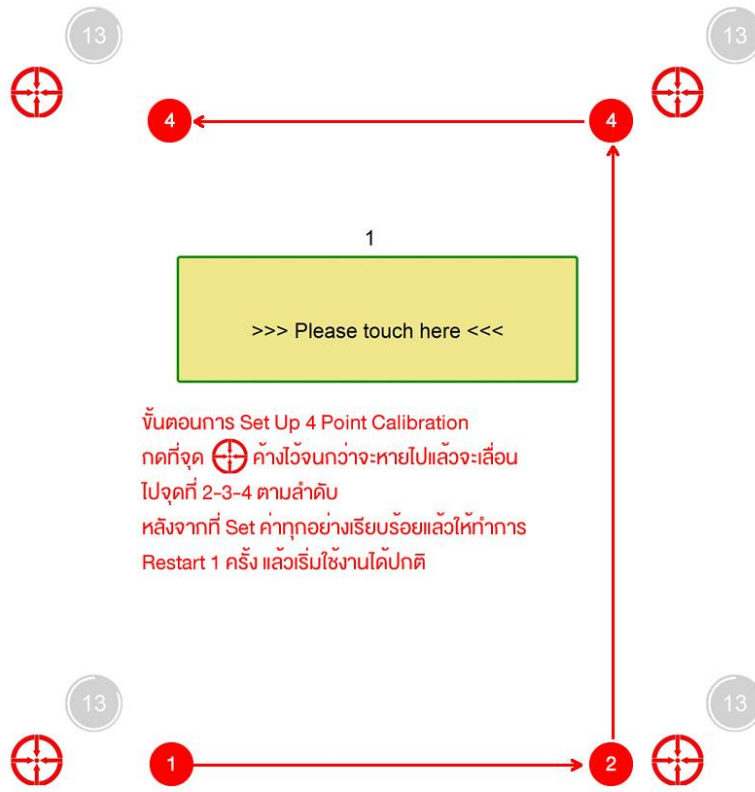 13
13
4
4
1
>>> Please touch here <<<
ขั้นตอนการ Set Up 4 Point Calibration
กดที่จุด ค้างไว้จนกว่าจะหายไปแล้วจะเลื่อน
ไปจุดที่ 2-3-4 ตามลำดับ
หลังจากที่ Set ค่าทุกอย่างเรียบร้อยแล้วให้ทำการ
Restart 1 ครั้ง แล้วเริ่มใช้งานได้ปกติ
13
13
1
2